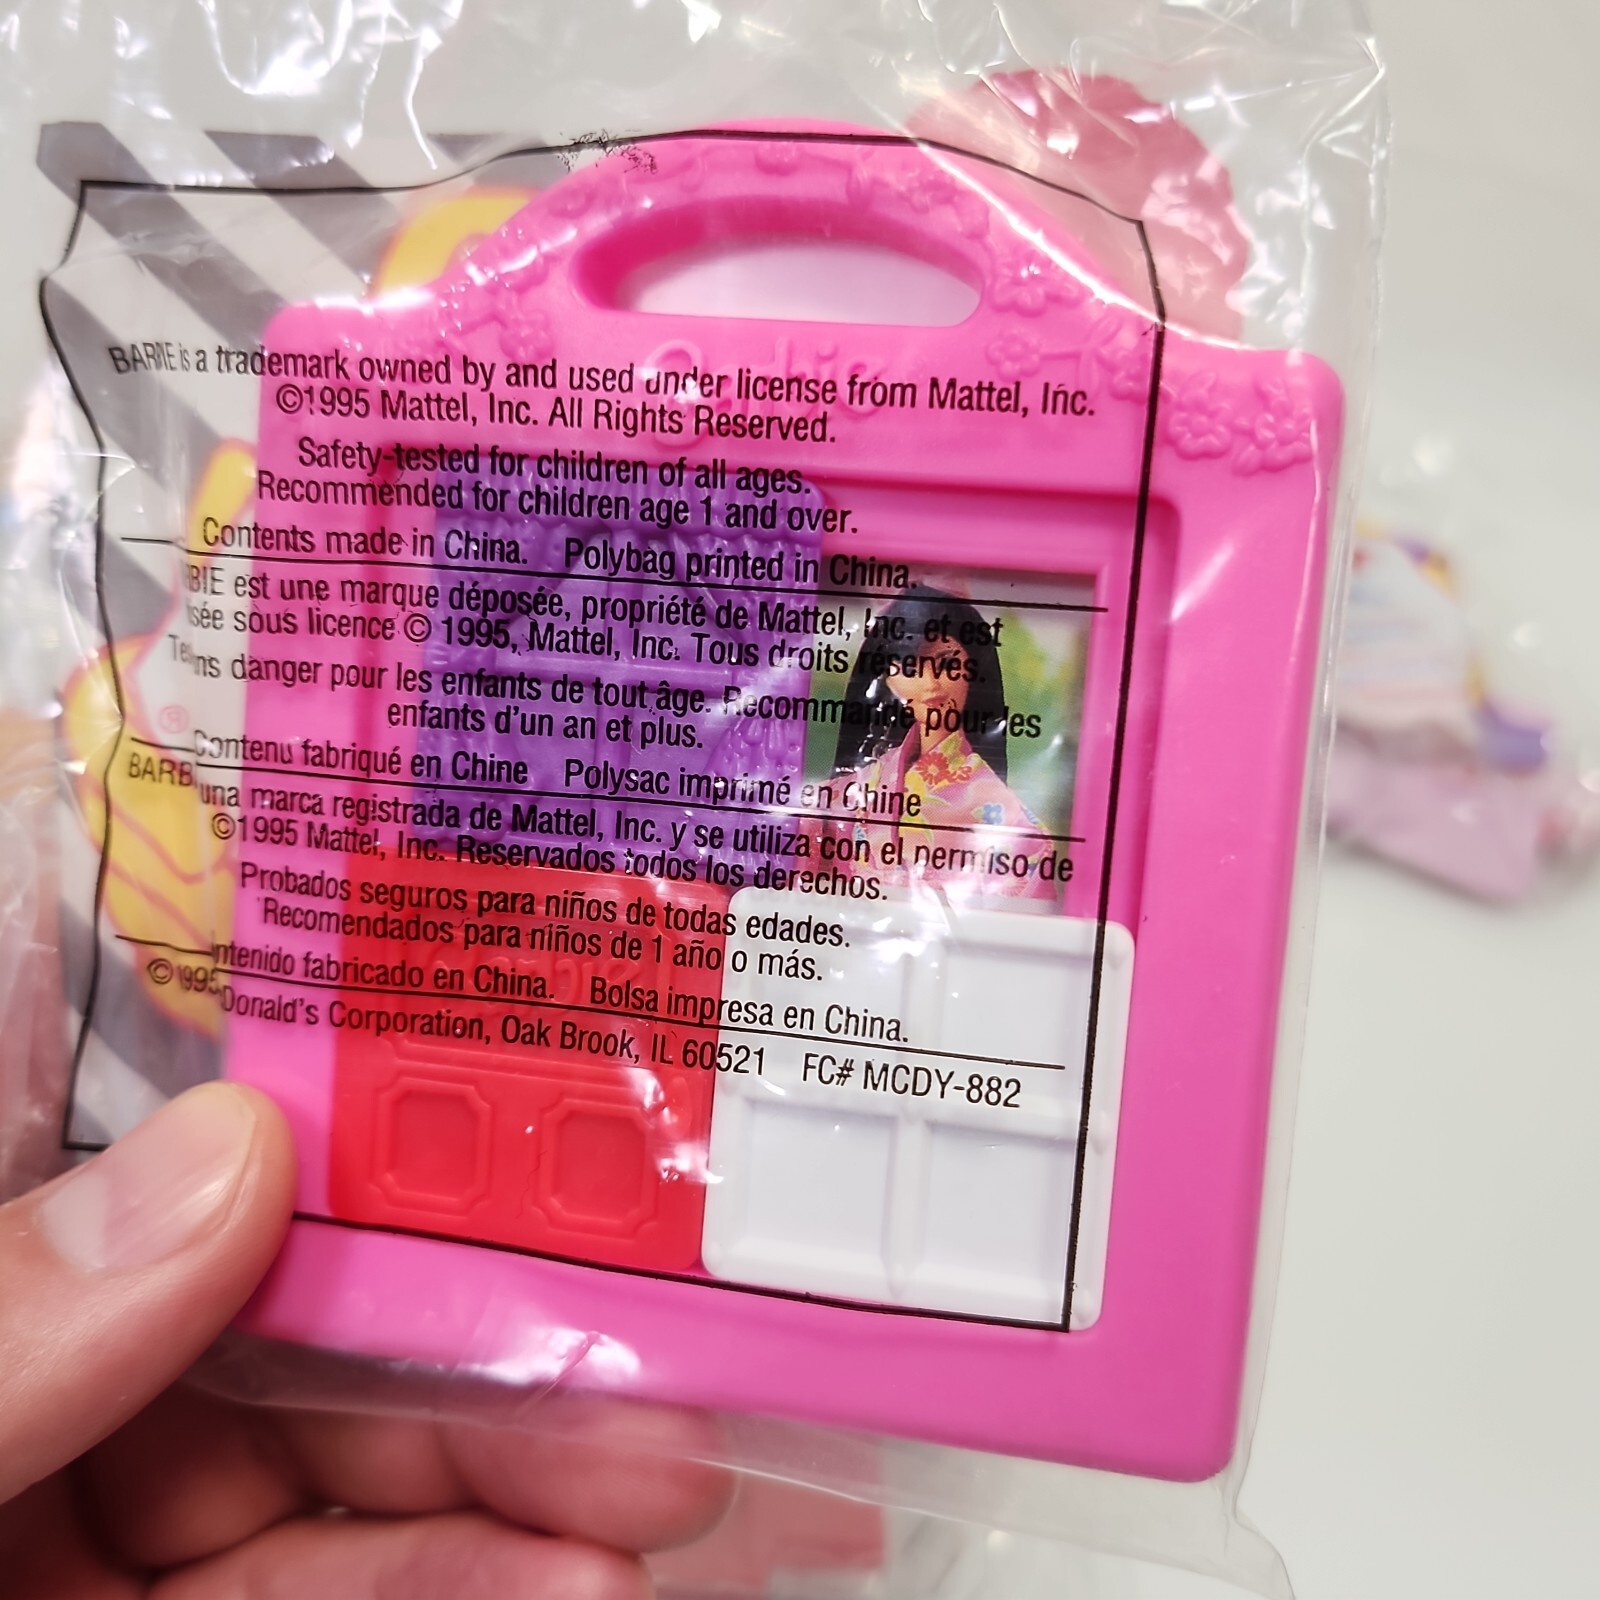 Barbie
BARBIE is a trademark owned by and used under license from Mattel, Inc.
©1995 Mattel, Inc. All Rights Reserved.
Safety-tested for children of all ages.
Recommended for children age 1 and over.
Contents made in China. Polybag printed in China.
BIE est une marque déposée, propriété de Mattel, Inc. et est
sée sous licence © 1995, Mattel, Inc. Tous droits réservés.
danger pour les enfants de tout âge. Recommandé pour les
enfants d'un an et plus.
Contenu fabriqué en Chine Polysac imprimé en Chine
BARB una marca registrada de Mattel, Inc. y se utiliza con el permiso de
©1995 Mattel, Inc. Reservados todos los derechos.
Probados seguros para niños de todas edades.
Recomendados para niños de 1 año o más.
ntenido fabricado en China. Bolsa impresa en China.
© 1995 Donald's Corporation, Oak Brook, IL 60521 FC# MCDY-882
Barbie
®